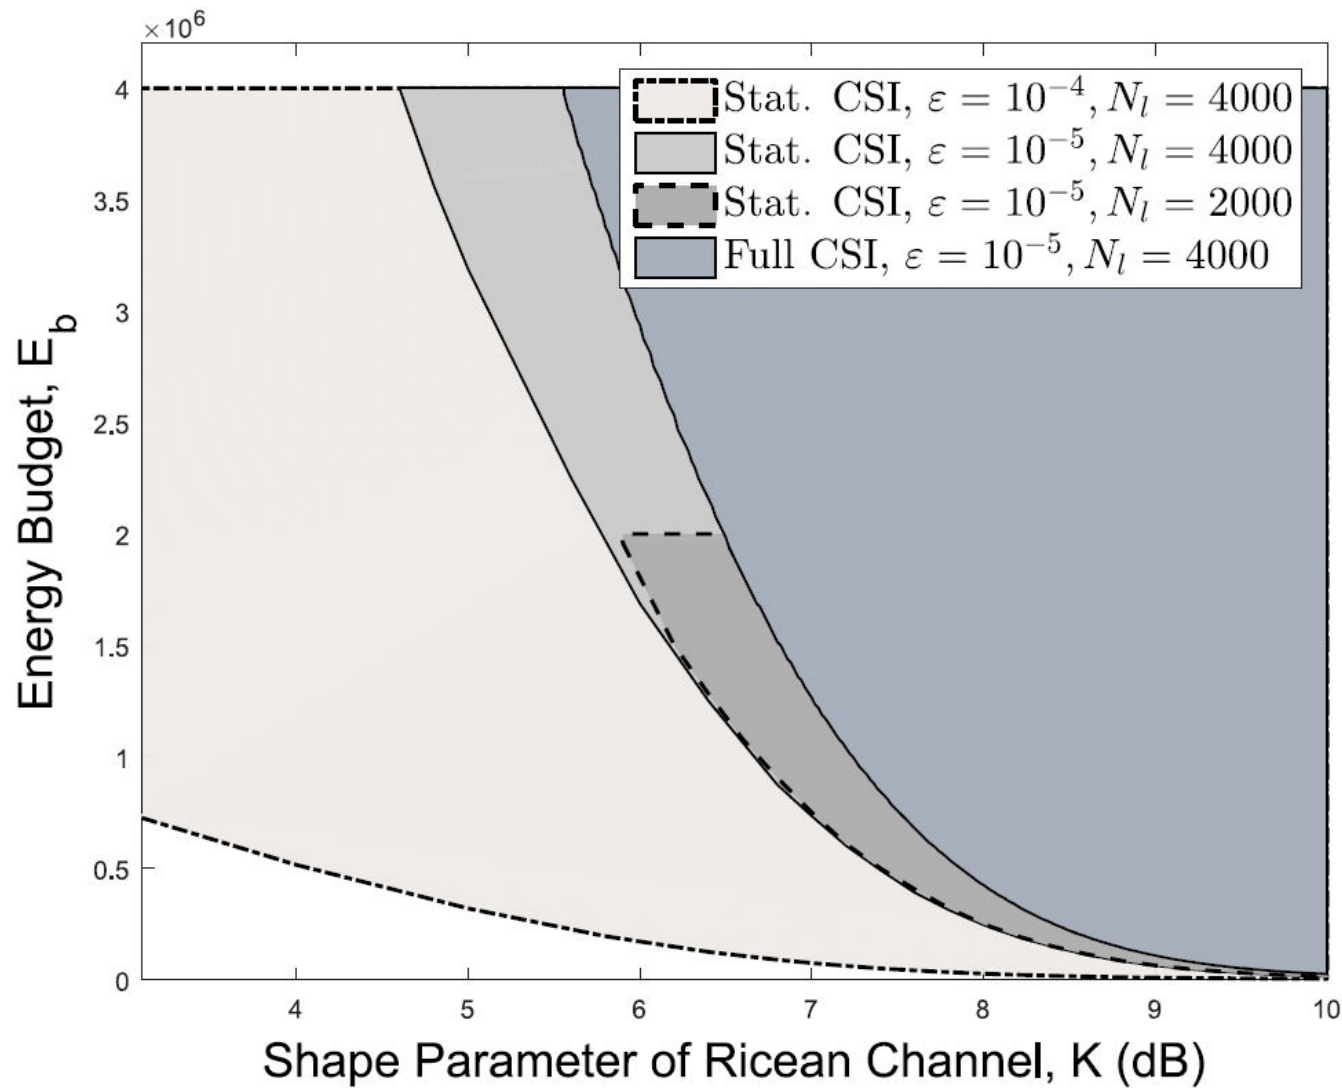 ×10⁶
4
3.5
3
2.5
2
1.5
1
0.5
0
Energy Budget, E_b
Stat. CSI, ε = 10⁻⁴, N_l = 4000
Stat. CSI, ε = 10⁻⁵, N_l = 4000
Stat. CSI, ε = 10⁻⁵, N_l = 2000
Full CSI, ε = 10⁻⁵, N_l = 4000
4 5 6 7 8 9 10
Shape Parameter of Ricean Channel, K (dB)